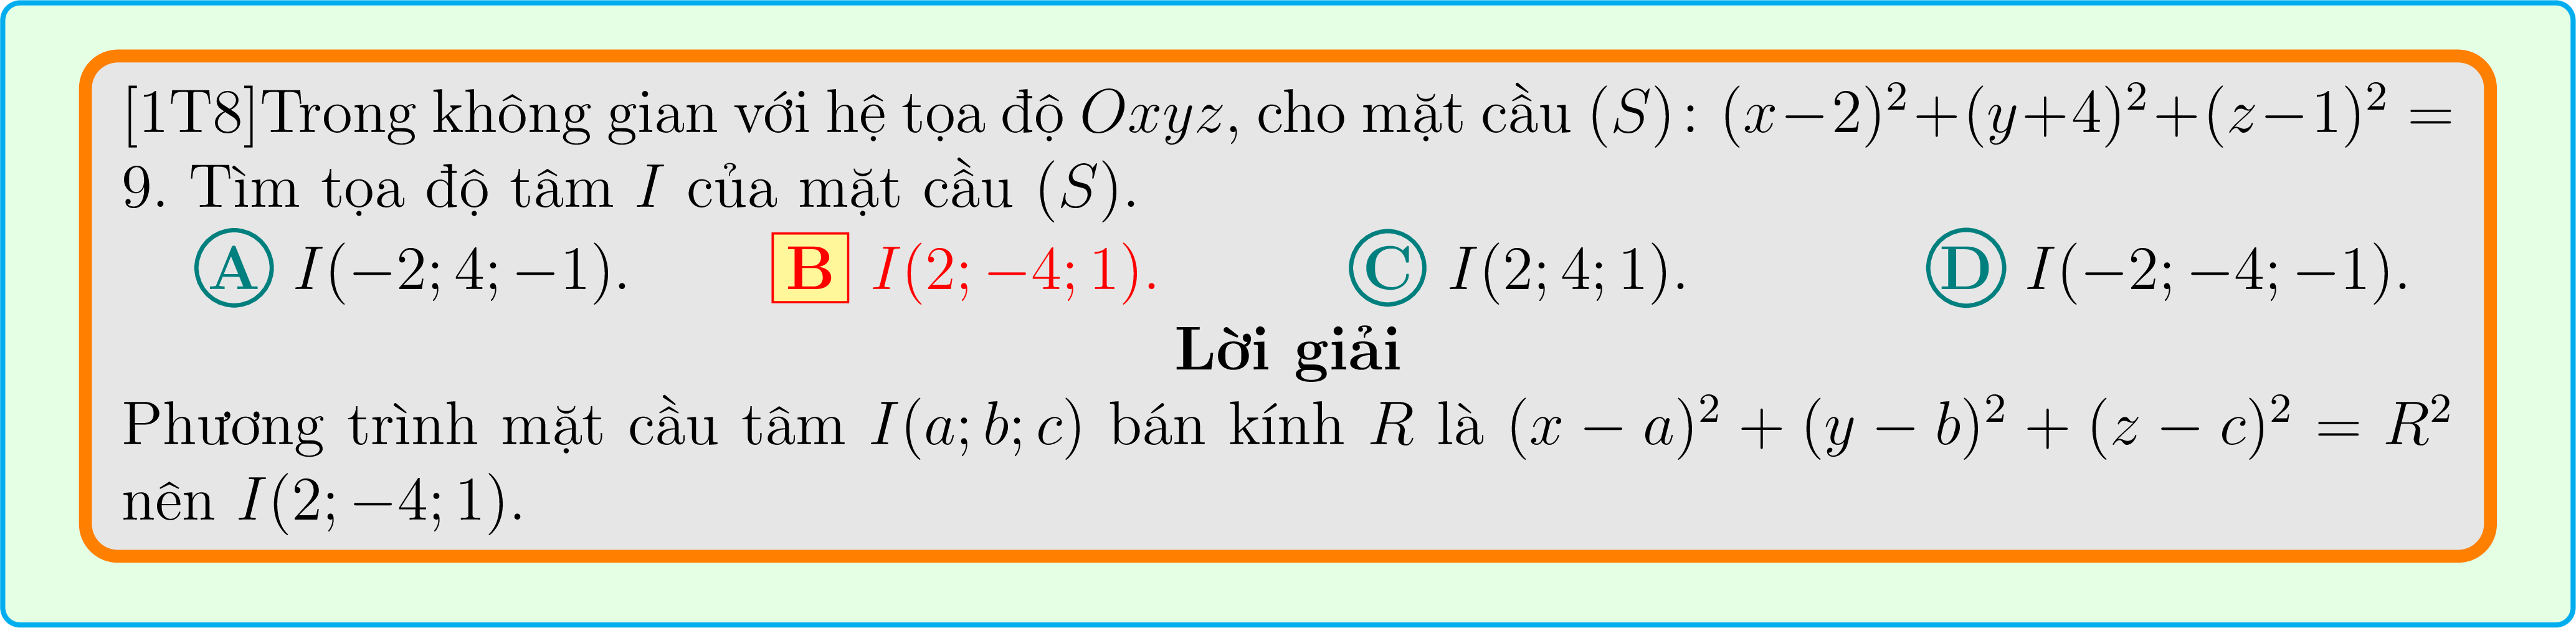 [1T8]Trong không gian với hệ tọa độ Oxyz, cho mặt cầu (S): (x−2)²+(y+4)²+(z−1)² =
9. Tìm tọa độ tâm I của mặt cầu (S).
A I(−2; 4; −1). B I(2; −4; 1). C I(2; 4; 1). D I(−2; −4; −1).
Lời giải
Phương trình mặt cầu tâm I(a; b; c) bán kính R là (x − a)² + (y − b)² + (z − c)² = R²
nên I(2; −4; 1).